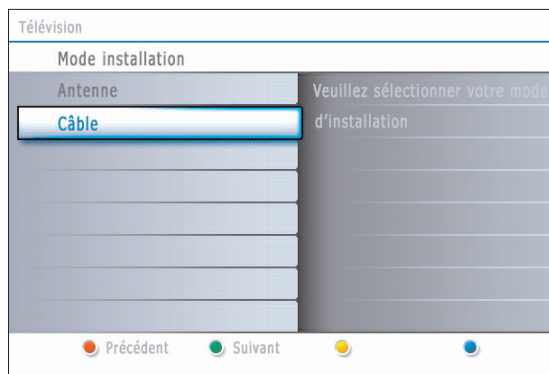 Télévision
Mode installation
Antenne
Veuillez sélectionner votre mode
Câble
d'installation
Précédent Suivant